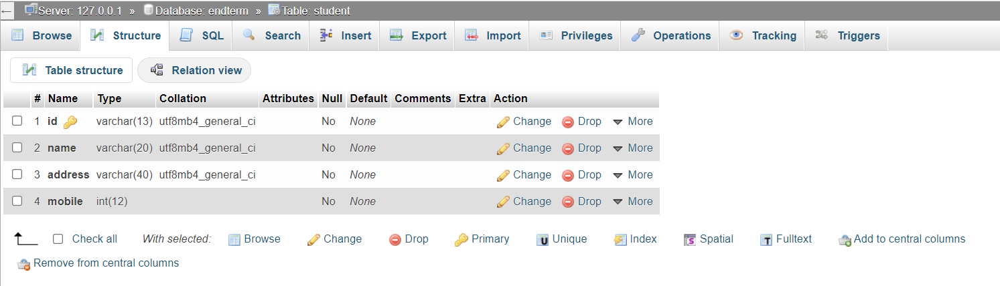 ← Server: 127.0.0.1 » Database: endterm » Table: student
Browse Structure SQL Search Insert Export Import Privileges Operations Tracking Triggers
Table structure Relation view
# Name Type Collation Attributes Null Default Comments Extra Action
1 id varchar(13) utf8mb4_general_ci No None Change Drop More
2 name varchar(20) utf8mb4_general_ci No None Change Drop More
3 address varchar(40) utf8mb4_general_ci No None Change Drop More
4 mobile int(12) No None Change Drop More
Check all With selected: Browse Change Drop Primary U Unique Index S Spatial T Fulltext Add to central columns
Remove from central columns